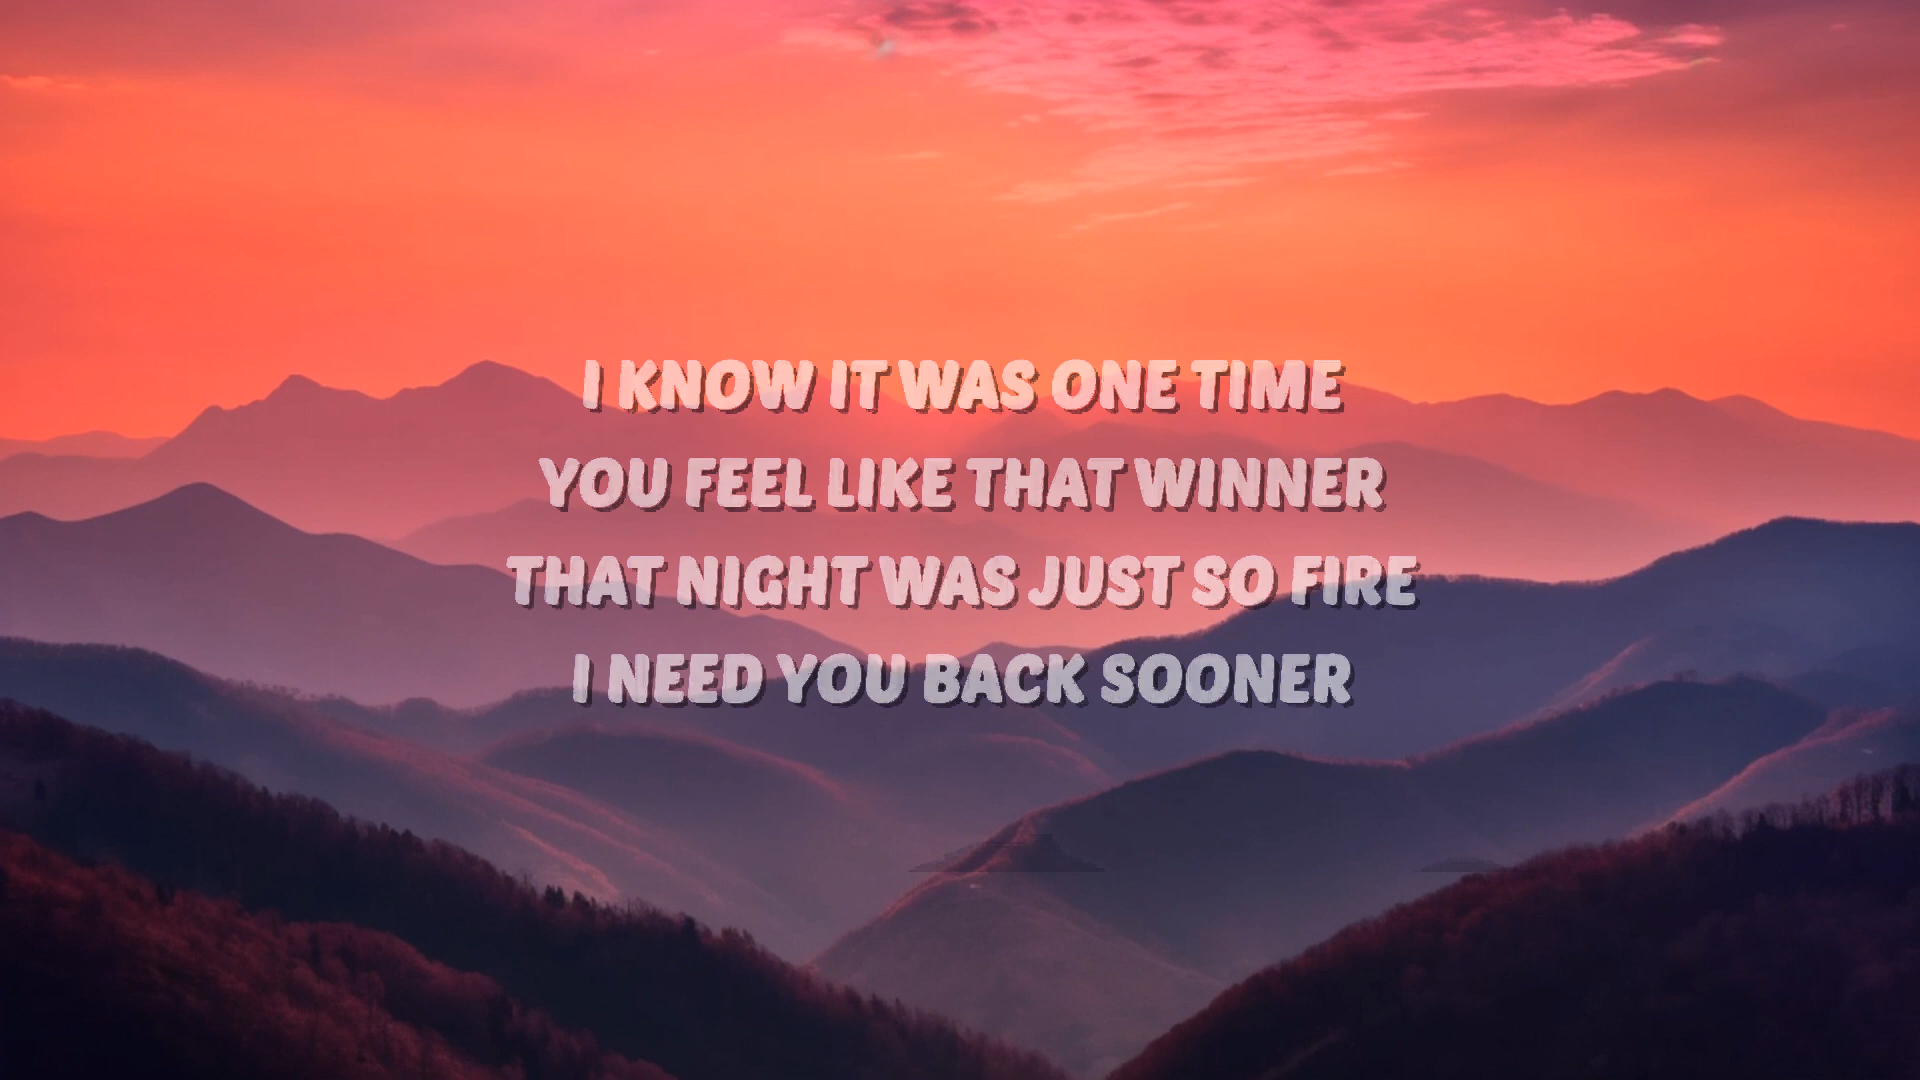 I KNOW IT WAS ONE TIME
YOU FEEL LIKE THAT WINNER
THAT NIGHT WAS JUST SO FIRE
I NEED YOU BACK SOONER